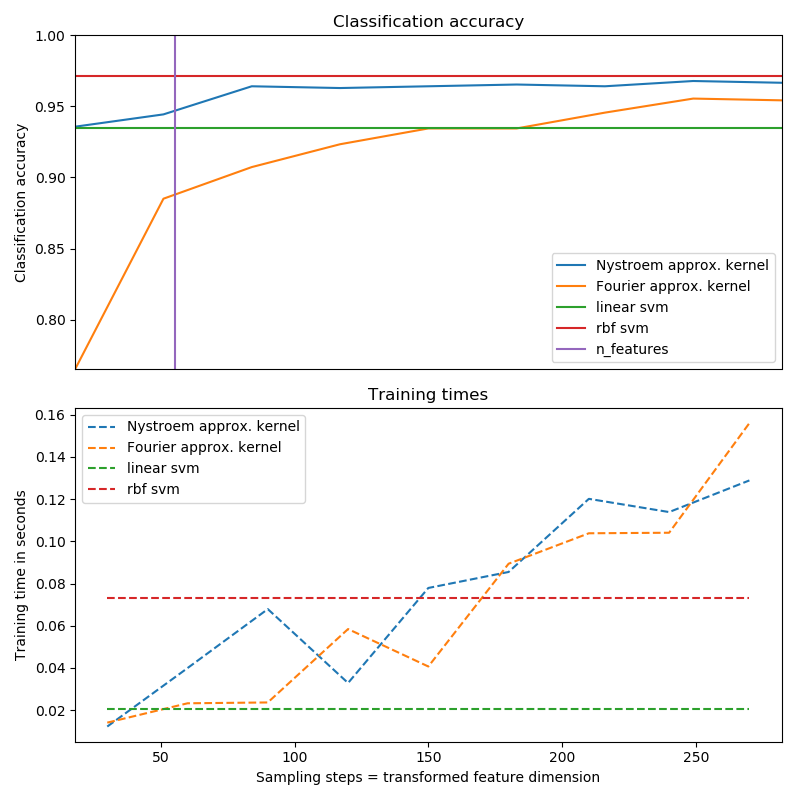 Classification accuracy
1.00
0.95
0.90
0.85
0.80
Classification accuracy
Nystroem approx. kernel
Fourier approx. kernel
linear svm
rbf svm
n_features
Training times
0.16
0.14
0.12
0.10
0.08
0.06
0.04
0.02
Training time in seconds
Nystroem approx. kernel
Fourier approx. kernel
linear svm
rbf svm
50
100
150
200
250
Sampling steps = transformed feature dimension